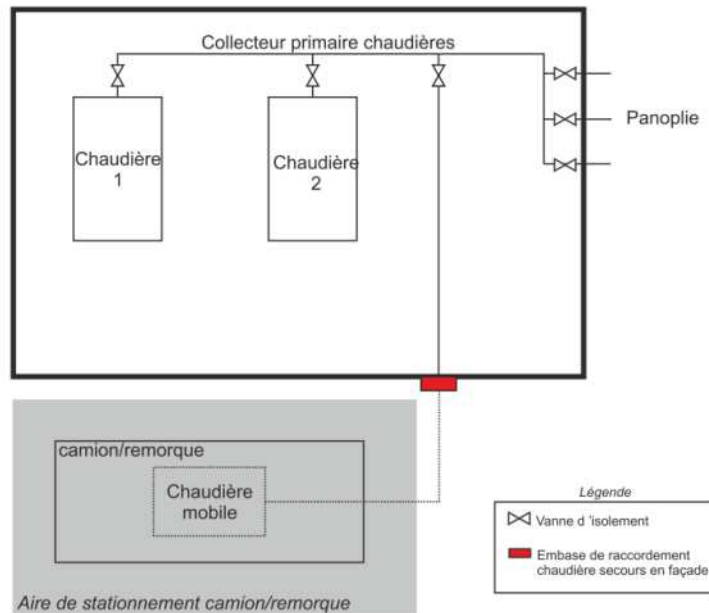 Collecteur primaire chaudières
Panoplie
Chaudière
1
Chaudière
2
camion/remorque
Chaudière
mobile
Aire de stationnement camion/remorque
Légende
Vanne d 'isolement
Embase de raccordement
chaudière secours en façade